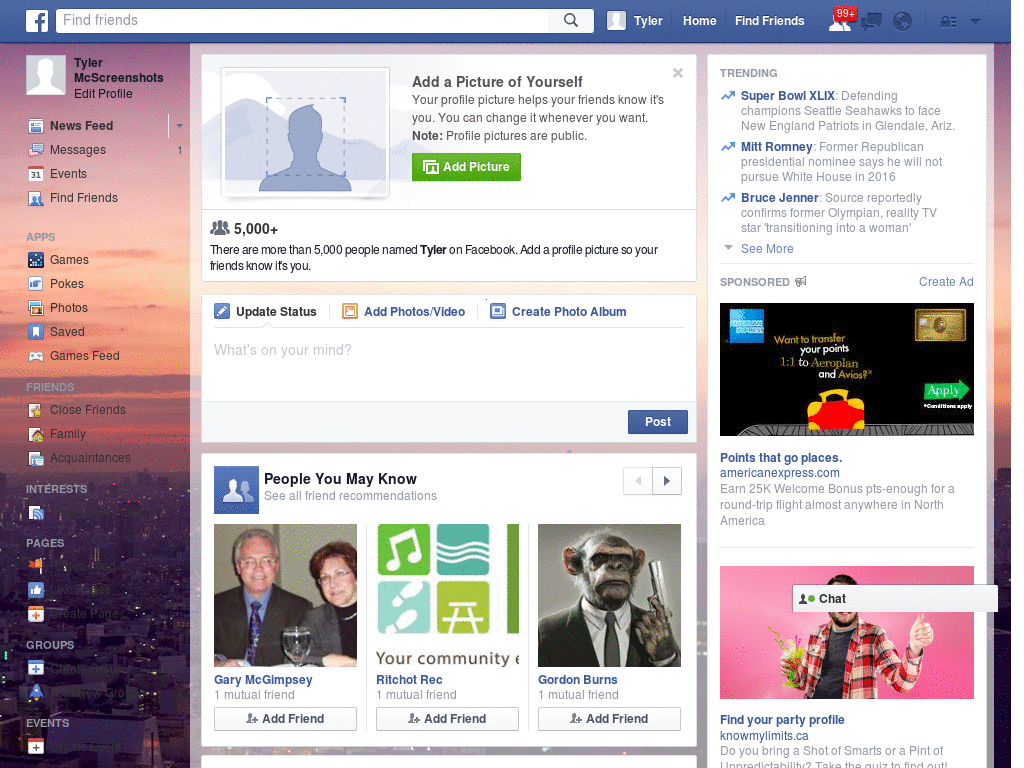 Find friends
Tyler
Home
Find Friends
99+
Tyler
McScreenshots
Edit Profile
News Feed
Messages
1
Events
Find Friends
APPS
Games
Pokes
Photos
Saved
Games Feed
FRIENDS
Close Friends
Family
Acquaintances
INTERESTS
PAGES
Like Pages
Create Page
GROUPS
Create Group
EVENTS
Create Event
Add a Picture of Yourself
Your profile picture helps your friends know it's
you. You can change it whenever you want.
Note: Profile pictures are public.
Add Picture
5,000+
There are more than 5,000 people named Tyler on Facebook. Add a profile picture so your
friends know it's you.
Update Status
Add Photos/Video
Create Photo Album
What's on your mind?
Post
People You May Know
See all friend recommendations
Your community e
Gary McGimpsey
1 mutual friend
Add Friend
Ritchot Rec
1 mutual friend
Add Friend
Gordon Burns
1 mutual friend
Add Friend
TRENDING
Super Bowl XLIX: Defending
champions Seattle Seahawks to face
New England Patriots in Glendale, Ariz.
Mitt Romney: Former Republican
presidential nominee says he will not
pursue White House in 2016
Bruce Jenner: Source reportedly
confirms former Olympian, reality TV
star 'transitioning into a woman'
See More
SPONSORED
Create Ad
Want to transfer
your points
1:1 to Aeroplan
and Avios?*
Apply
*Conditions apply
Points that go places.
americanexpress.com
Earn 25K Welcome Bonus pts-enough for a
round-trip flight almost anywhere in North
America
Chat
Find your party profile
knowmylimits.ca
Do you bring a Shot of Smarts or a Pint of
Unpredictability? Take the quiz to find out!